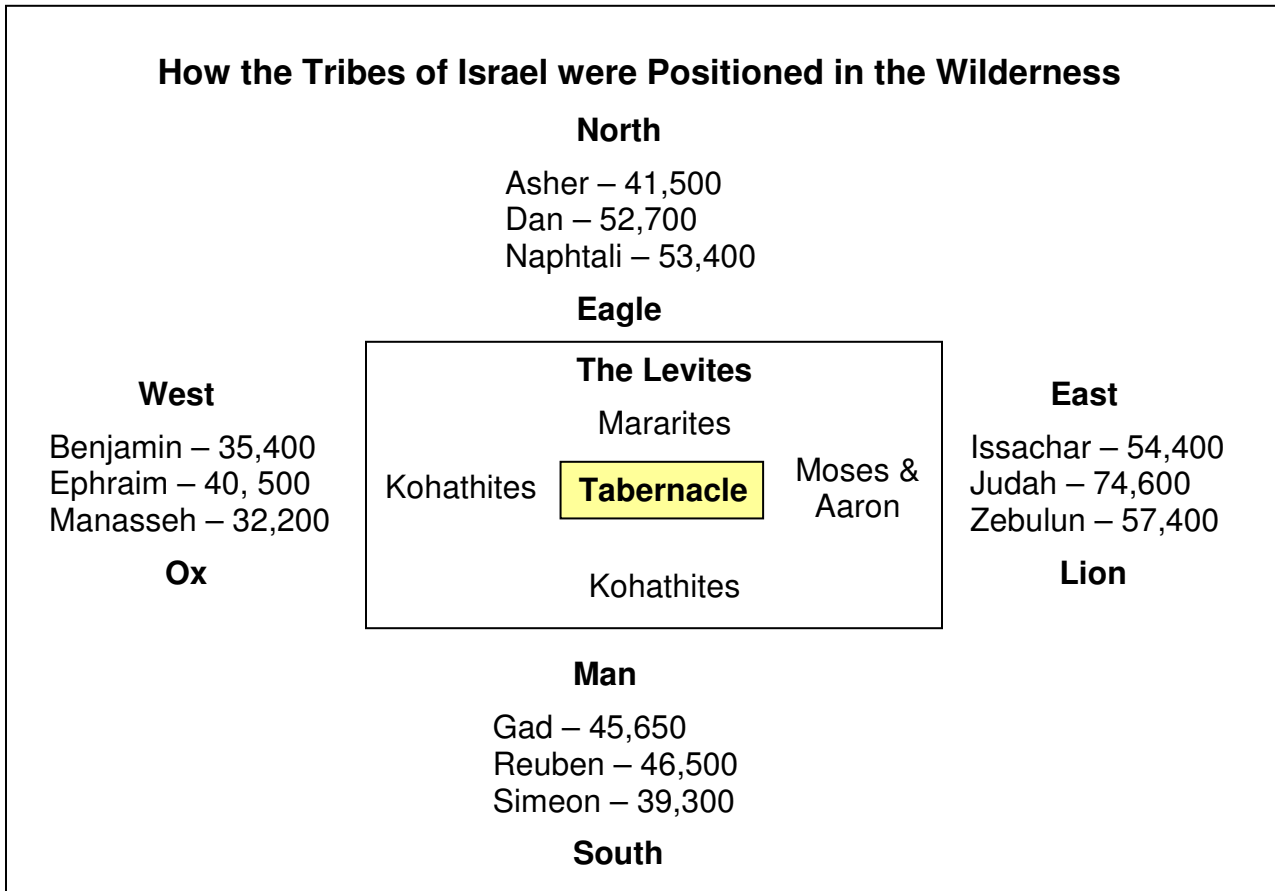 How the Tribes of Israel were Positioned in the Wilderness
North
Asher – 41,500
Dan – 52,700
Naphtali – 53,400
Eagle
West
Benjamin – 35,400
Ephraim – 40, 500
Manasseh – 32,200
Ox
The Levites
Mararites
Kohathites
Tabernacle
Moses &
Aaron
Kohathites
East
Issachar – 54,400
Judah – 74,600
Zebulun – 57,400
Lion
Man
Gad – 45,650
Reuben – 46,500
Simeon – 39,300
South